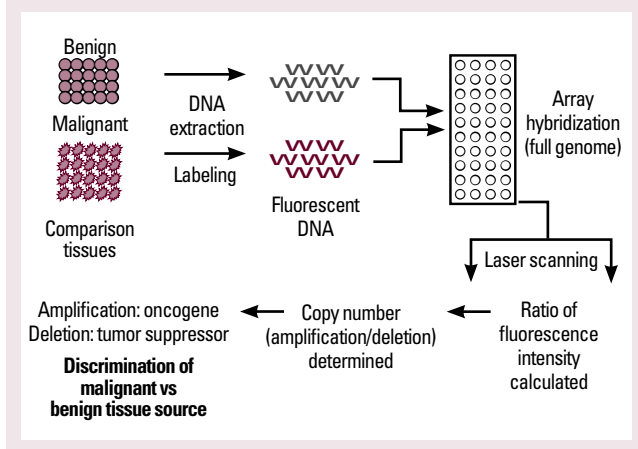 Benign
Malignant
Comparison
tissues
DNA
extraction
Labeling
Fluorescent
DNA
Array
hybridization
(full genome)
Laser scanning
Ratio of
fluorescence
intensity
calculated
Copy number
(amplification/deletion)
determined
Amplification: oncogene
Deletion: tumor suppressor
Discrimination of
malignant vs
benign tissue source